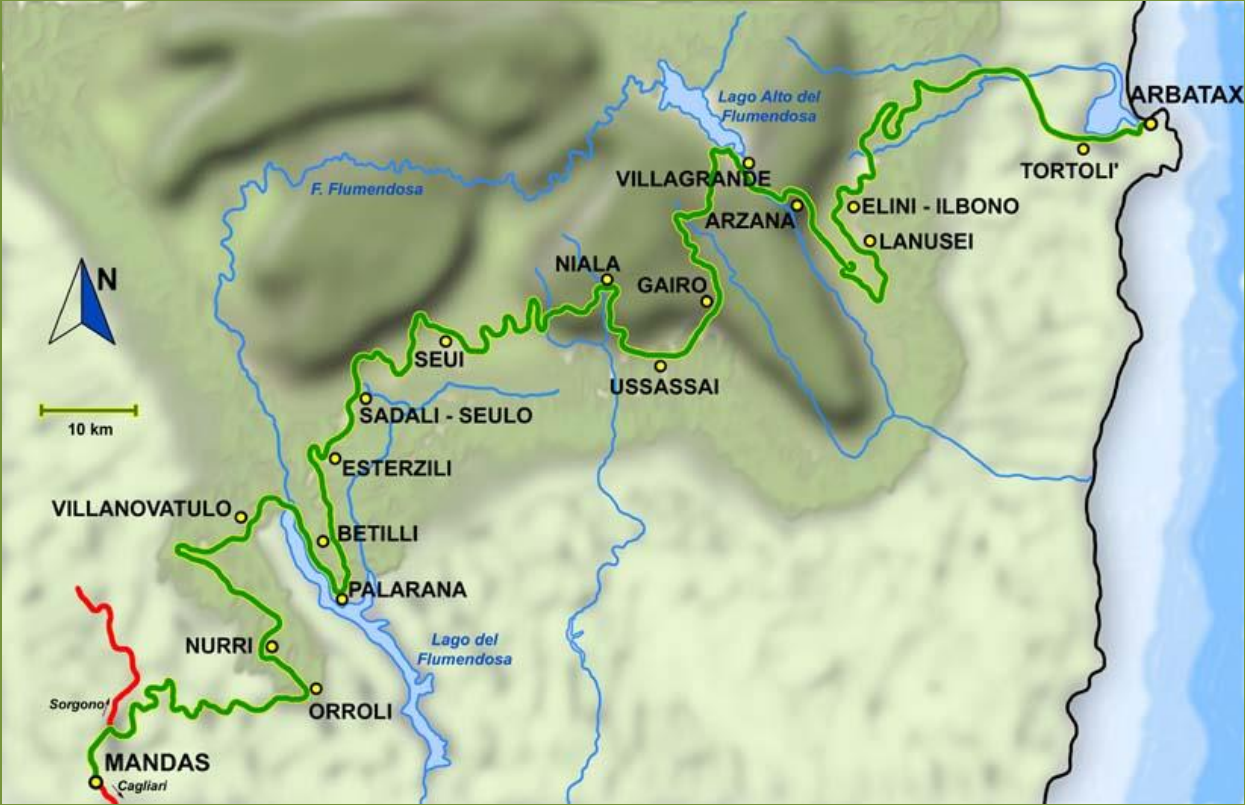 ARBATAX
Lago Alto del
Flumendosa
TORTOLI'
VILLAGRANDE
F. Flumendosa
ELINI - ILBONO
ARZANA
LANUSEI
NIALA
N
GAIRO
SEUI
USSASSAI
SADALI - SEULO
10 km
ESTERZILI
VILLANOVATULO
BETILLI
PALARANA
NURRI
Lago del
Flumendosa
Sorgono
ORROLI
MANDAS
Cagliari